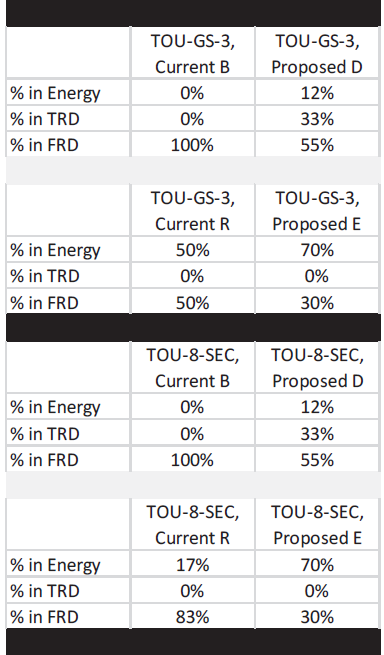 TOU-GS-3, TOU-GS-3,
Current B Proposed D
% in Energy 0% 12%
% in TRD 0% 33%
% in FRD 100% 55%
TOU-GS-3, TOU-GS-3,
Current R Proposed E
% in Energy 50% 70%
% in TRD 0% 0%
% in FRD 50% 30%
TOU-8-SEC, TOU-8-SEC,
Current B Proposed D
% in Energy 0% 12%
% in TRD 0% 33%
% in FRD 100% 55%
TOU-8-SEC, TOU-8-SEC,
Current R Proposed E
% in Energy 17% 70%
% in TRD 0% 0%
% in FRD 83% 30%